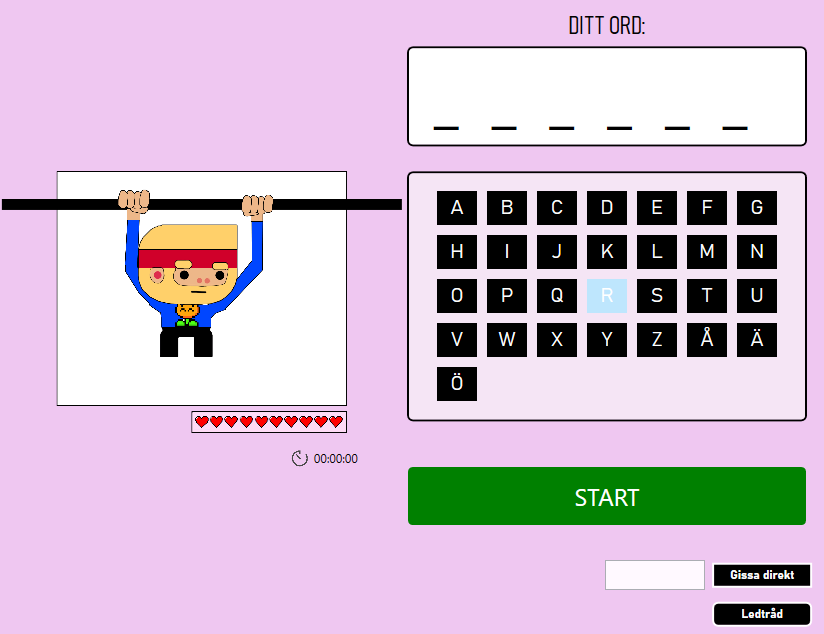 DITT ORD:
_ _ _ _ _ _
A B C D E F G
H I J K L M N
O P Q R S T U
V W X Y Z Å Ä
Ö
00:00:00
START
Gissa direkt
Ledtråd